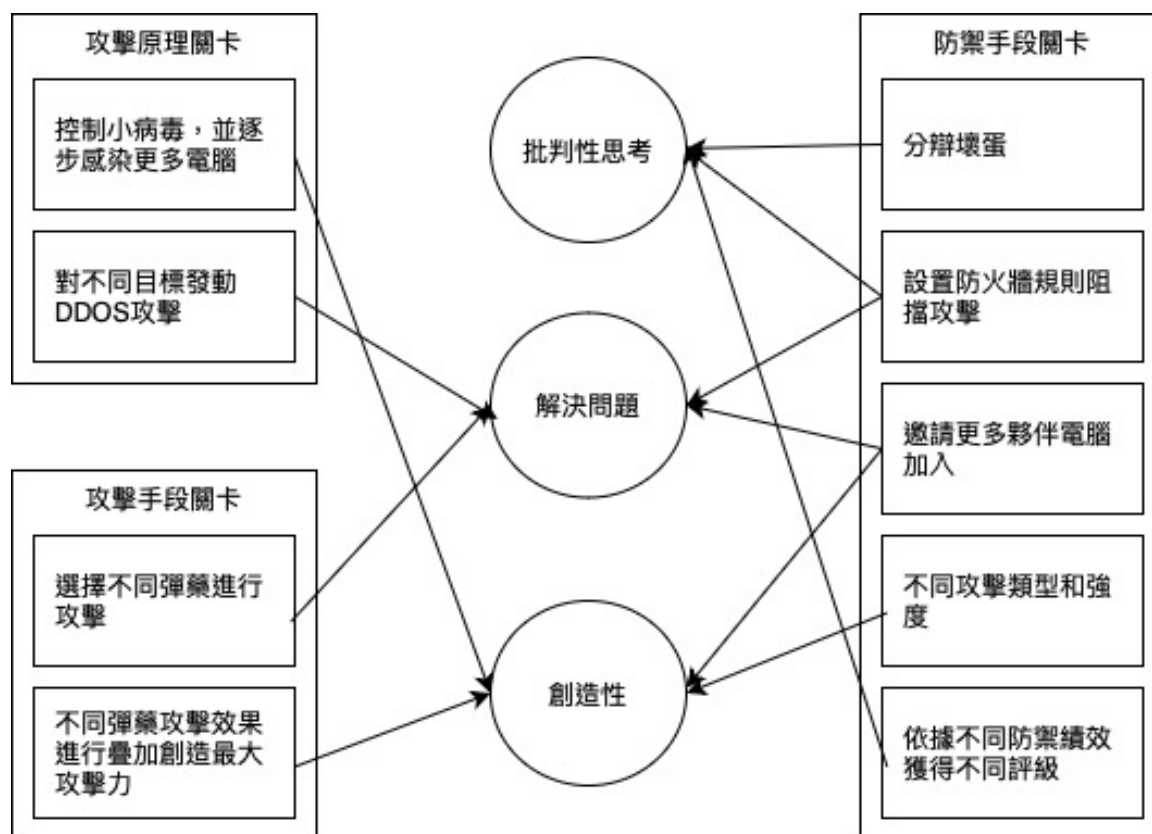 攻擊原理關卡
控制小病毒，並逐
步感染更多電腦
對不同目標發動
DDOS攻擊
攻擊手段關卡
選擇不同彈藥進行
攻擊
不同彈藥攻擊效果
進行疊加創造最大
攻擊力
批判性思考
解決問題
創造性
防禦手段關卡
分辯壞蛋
設置防火牆規則阻
擋攻擊
邀請更多夥伴電腦
加入
不同攻擊類型和強
度
依據不同防禦績效
獲得不同評級